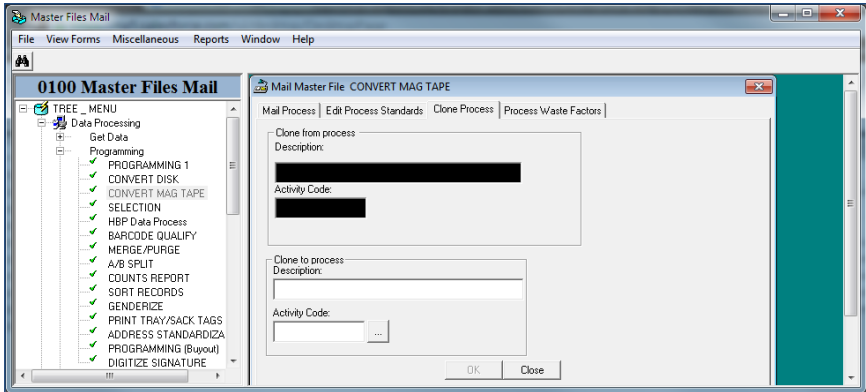 Master Files Mail
File View Forms Miscellaneous Reports Window Help
0100 Master Files Mail
TREE _ MENU
Data Processing
Get Data
Programming
PROGRAMMING 1
CONVERT DISK
CONVERT MAG TAPE
SELECTION
HBP Data Process
BARCODE QUALIFY
MERGE/PURGE
A/B SPLIT
COUNTS REPORT
SORT RECORDS
GENDERIZE
PRINT TRAY/SACK TAGS
ADDRESS STANDARDIZA
PROGRAMMING (Buyout)
DIGITIZE SIGNATURE
Mail Master File CONVERT MAG TAPE
Mail Process Edit Process Standards Clone Process Process Waste Factors
Clone from process
Description:
Activity Code:
Clone to process
Description:
Activity Code:
...
OK Close